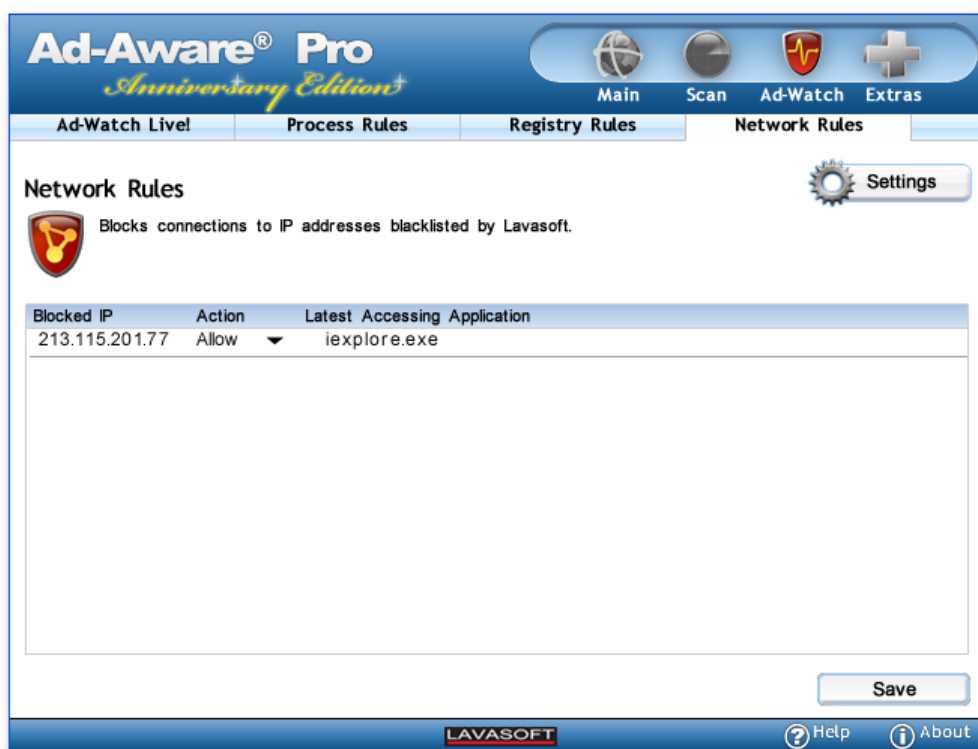 Ad-Aware® Pro
Anniversary Edition
Main Scan Ad-Watch Extras
Ad-Watch Live! Process Rules Registry Rules Network Rules
Network Rules
Settings
Blocks connections to IP addresses blacklisted by Lavasoft.
Blocked IP Action Latest Accessing Application
213.115.201.77 Allow iexplore.exe
Save
LAVASOFT
Help About